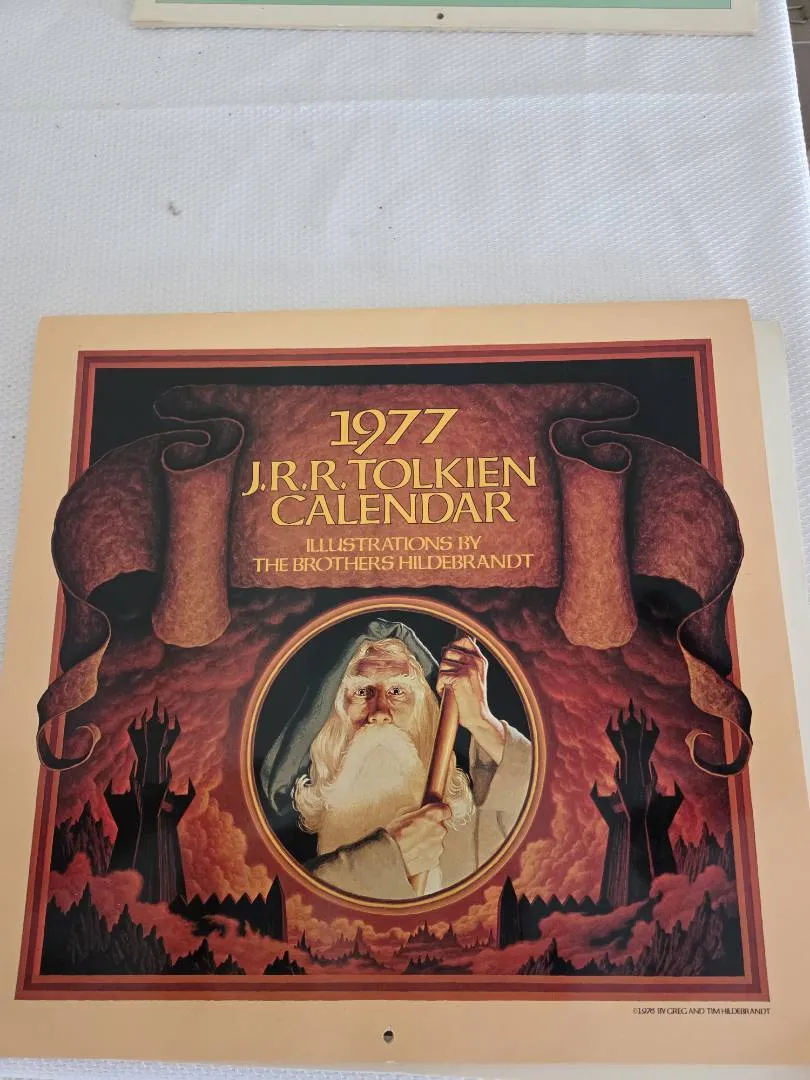 1977
J.R.R. TOLKIEN
CALENDAR
ILLUSTRATIONS BY
THE BROTHERS HILDEBRANDT
©1976 BY GREG AND TIM HILDEBRANDT